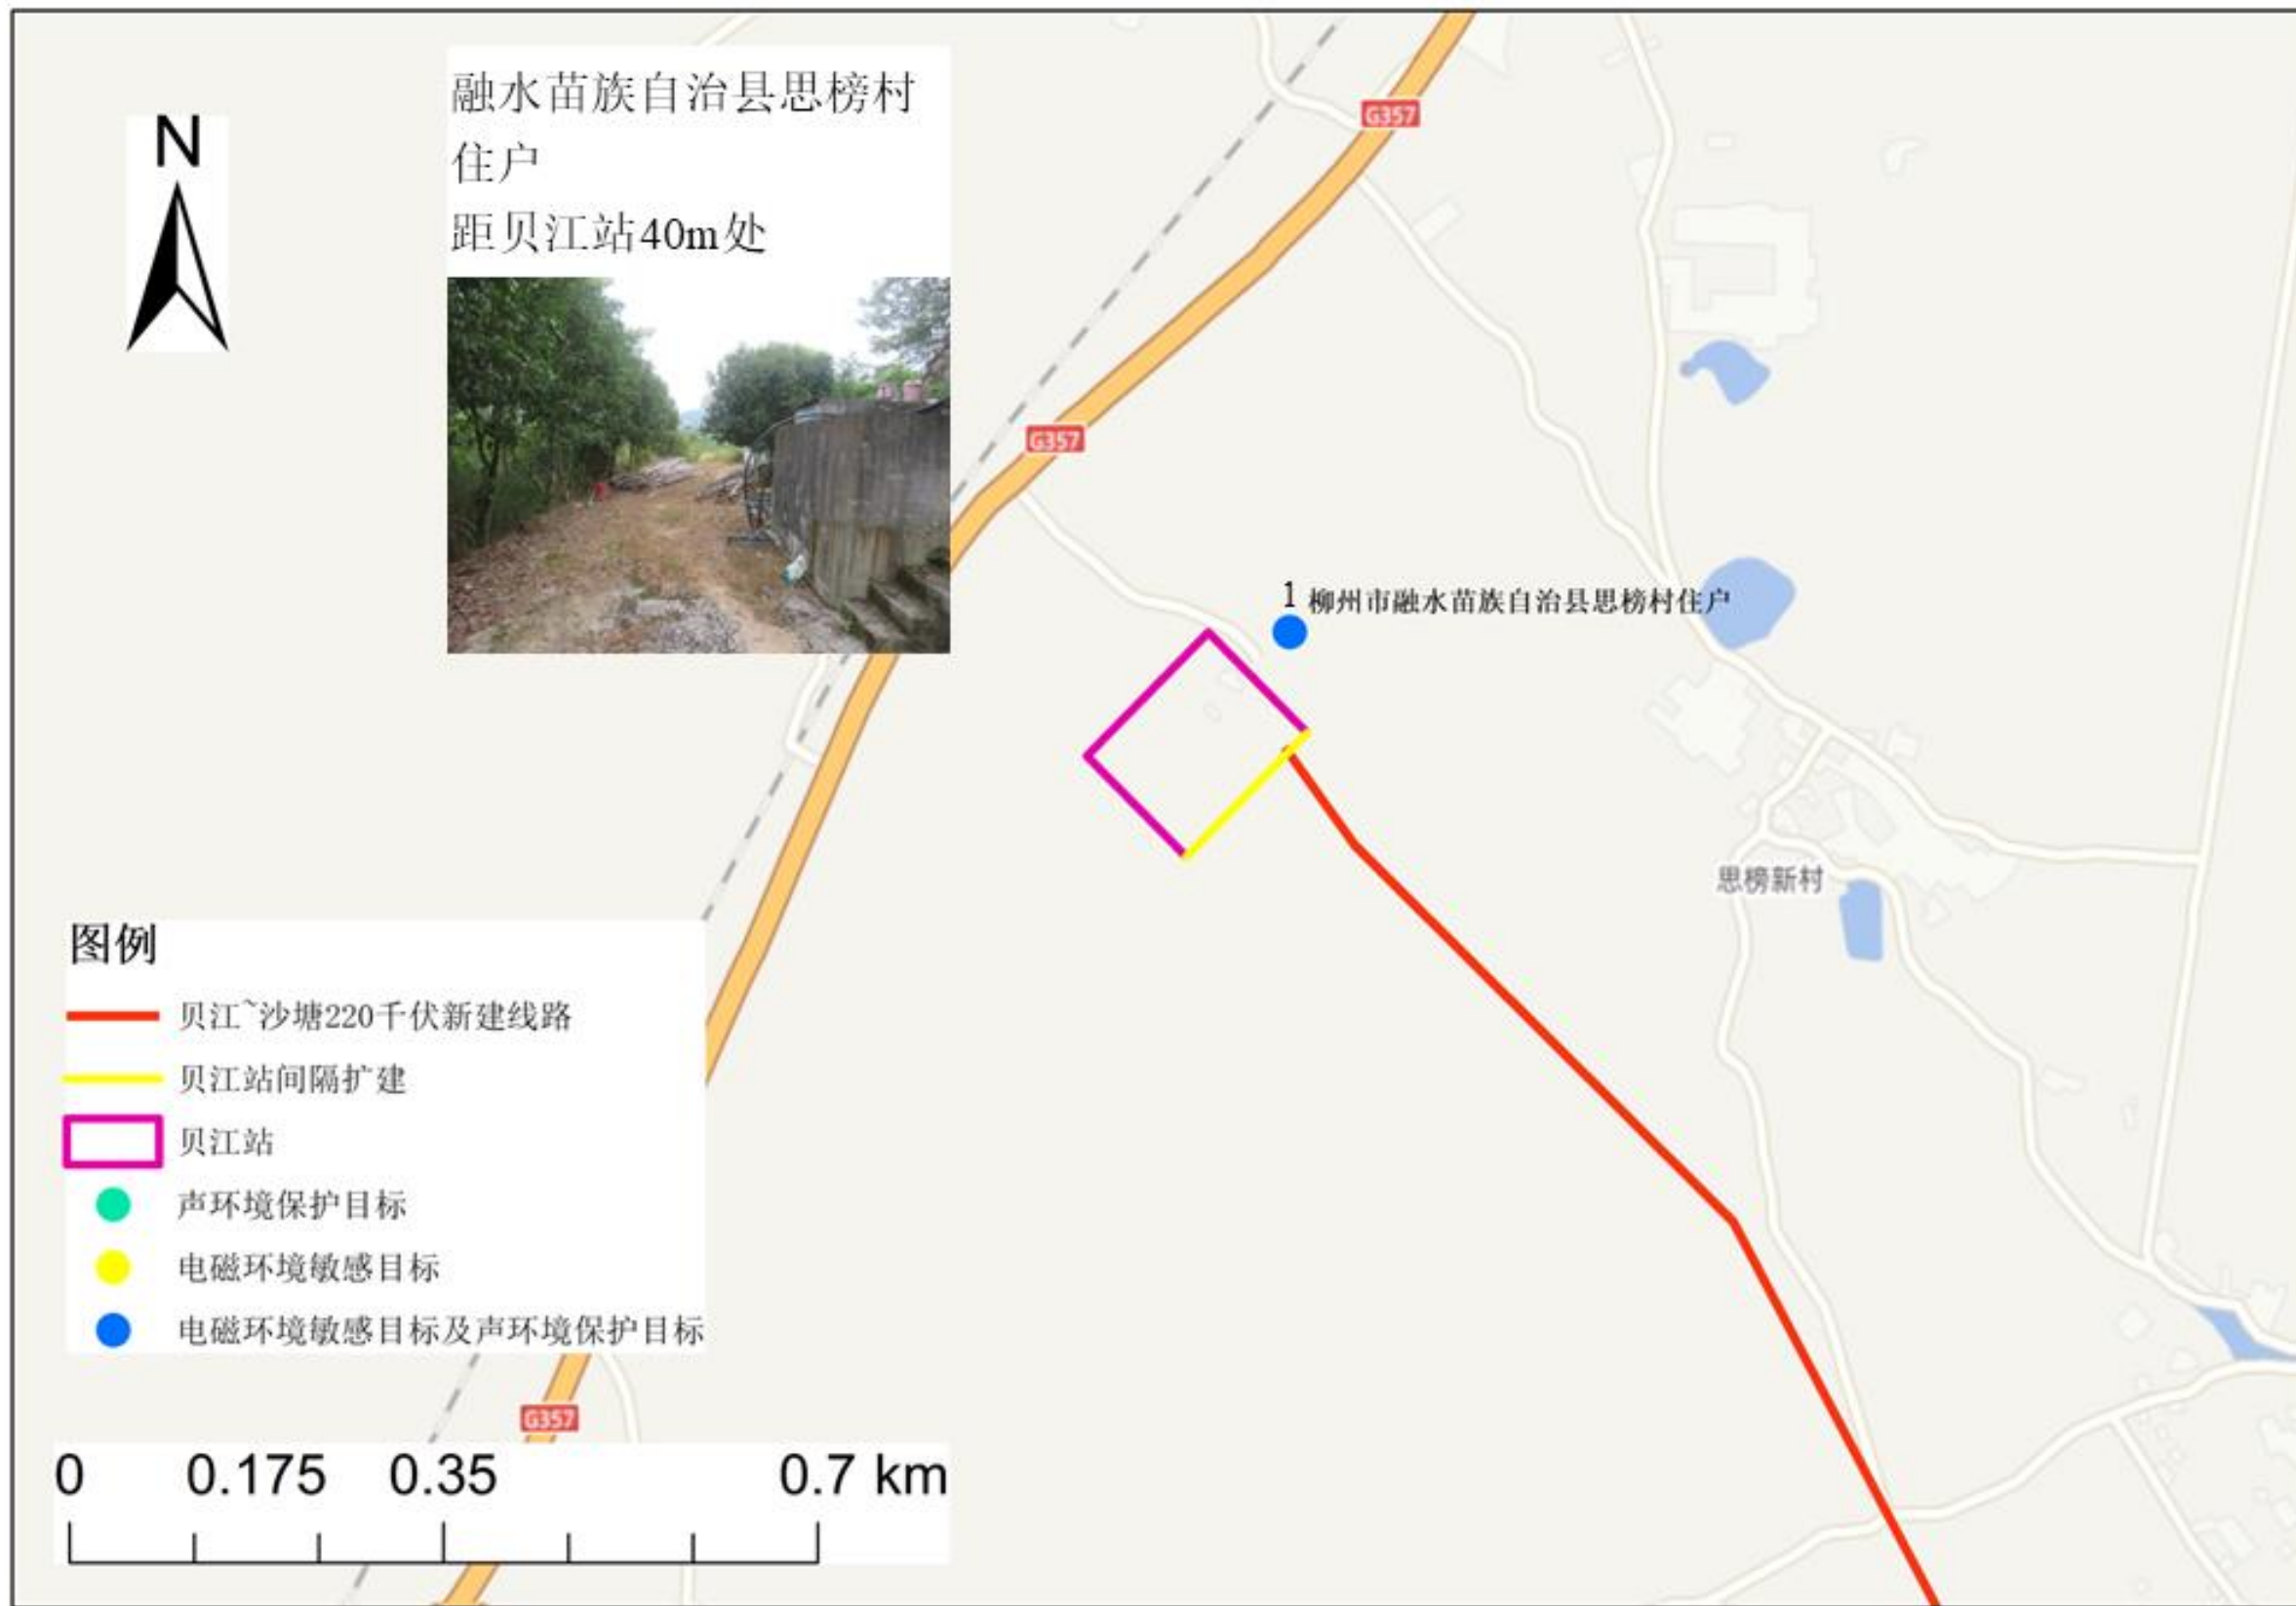 N
融水苗族自治县思榜村
住户
距贝江站40m处
G357
G357
1 柳州市融水苗族自治县思榜村住户
思榜新村
图例
贝江~沙塘220千伏新建线路
贝江站间隔扩建
贝江站
声环境保护目标
电磁环境敏感目标
电磁环境敏感目标及声环境保护目标
G357
0 0.175 0.35 0.7 km